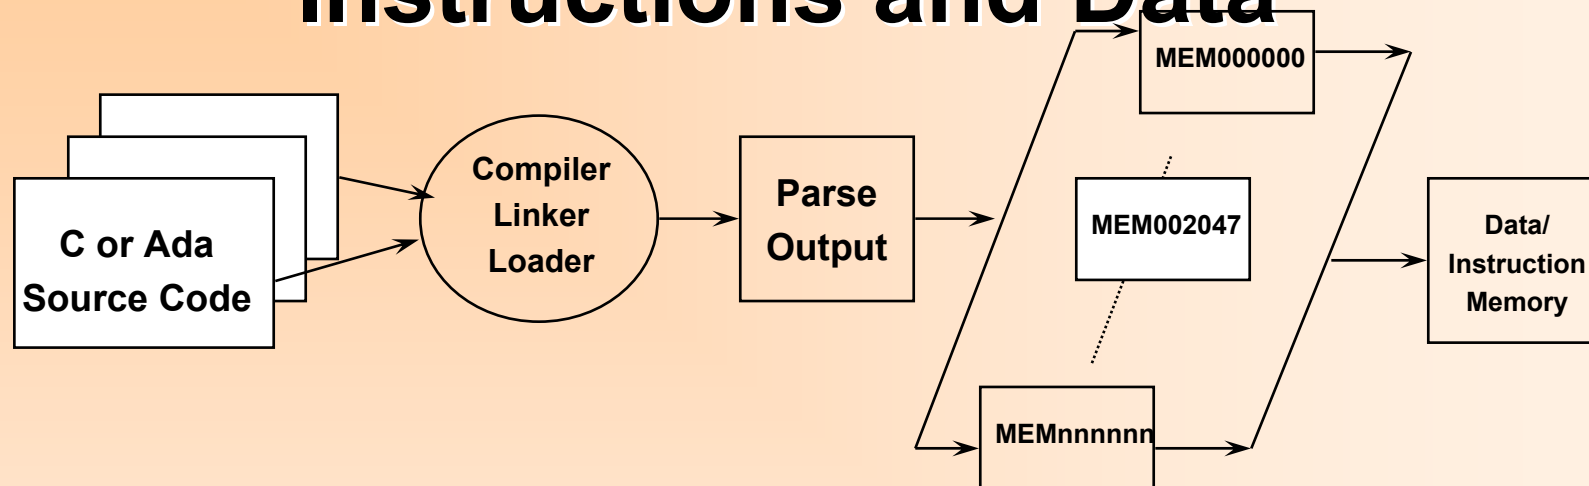 Instructions and Data
C or Ada
Source Code
Compiler
Linker
Loader
Parse
Output
MEM000000
MEM002047
MEMnnnnnn
Data/
Instruction
Memory